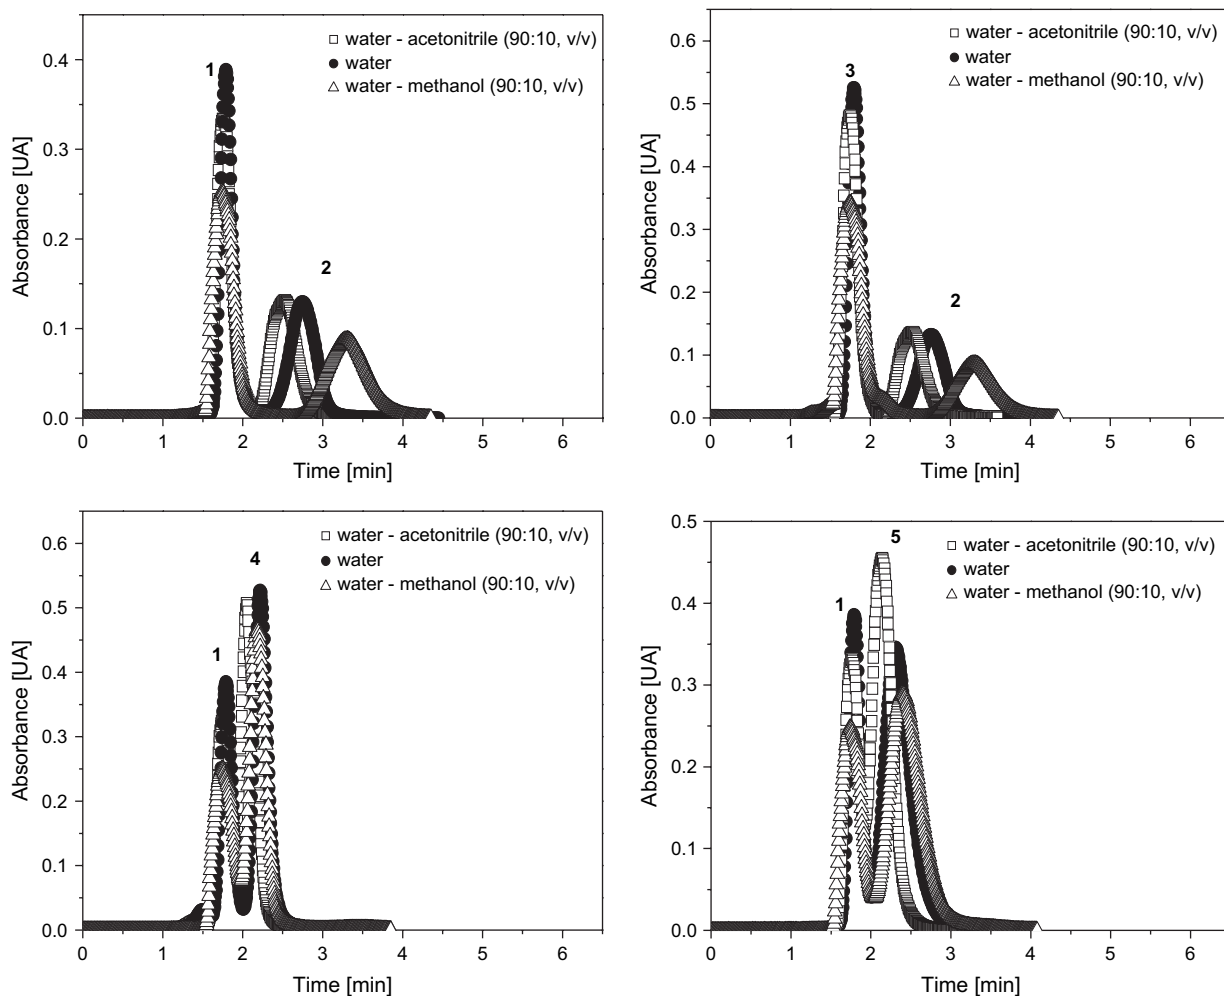 water - acetonitrile (90:10, v/v)
water
water - methanol (90:10, v/v)
1
2
Absorbance [UA]
0.4
0.3
0.2
0.1
0.0
0 1 2 3 4 5 6
Time [min]
water - acetonitrile (90:10, v/v)
water
water - methanol (90:10, v/v)
3
2
Absorbance [UA]
0.6
0.5
0.4
0.3
0.2
0.1
0.0
0 1 2 3 4 5 6
Time [min]
water - acetonitrile (90:10, v/v)
water
water - methanol (90:10, v/v)
4
1
Absorbance [UA]
0.6
0.5
0.4
0.3
0.2
0.1
0.0
0 1 2 3 4 5 6
Time [min]
water - acetonitrile (90:10, v/v)
water
water - methanol (90:10, v/v)
5
1
Absorbance [UA]
0.5
0.4
0.3
0.2
0.1
0.0
0 1 2 3 4 5 6
Time [min]